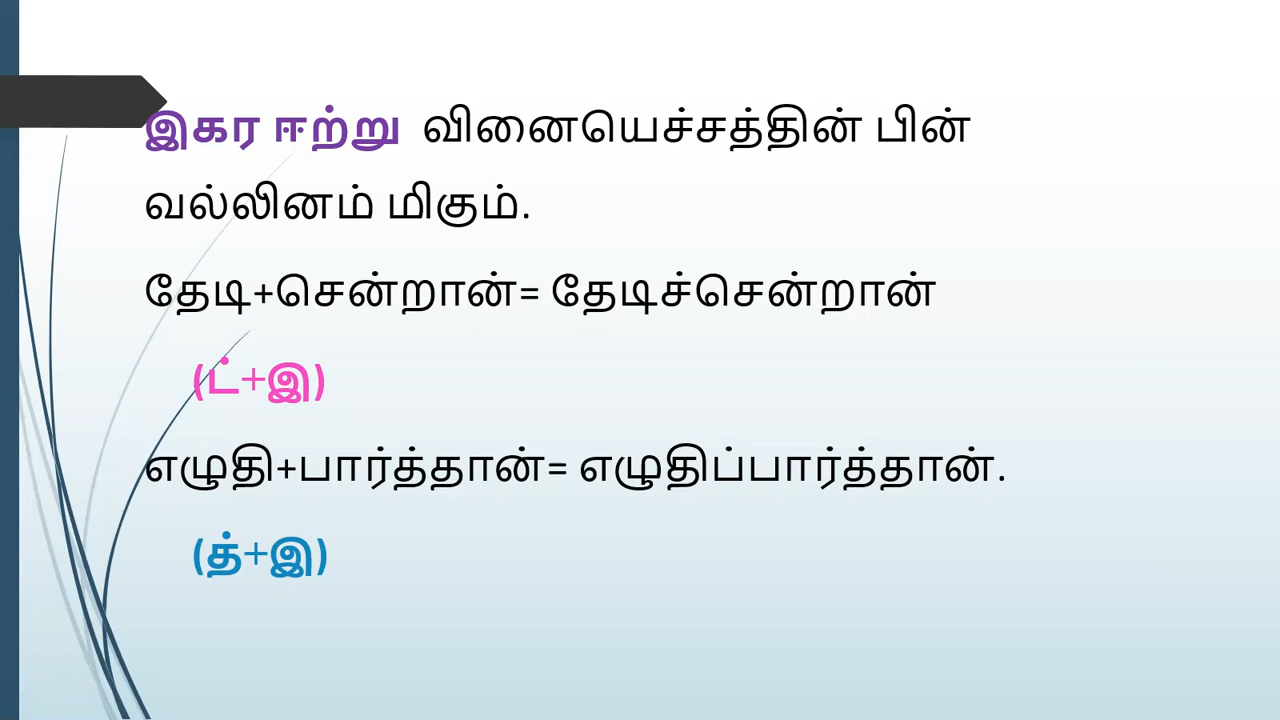 இகர ஈற்று வினையெச்சத்தின் பின்
வல்லினம் மிகும்.
தேடி+சென்றான்= தேடிச்சென்றான்
(ட்+இ)
எழுதி+பார்த்தான்= எழுதிப்பார்த்தான்.
(த்+இ)